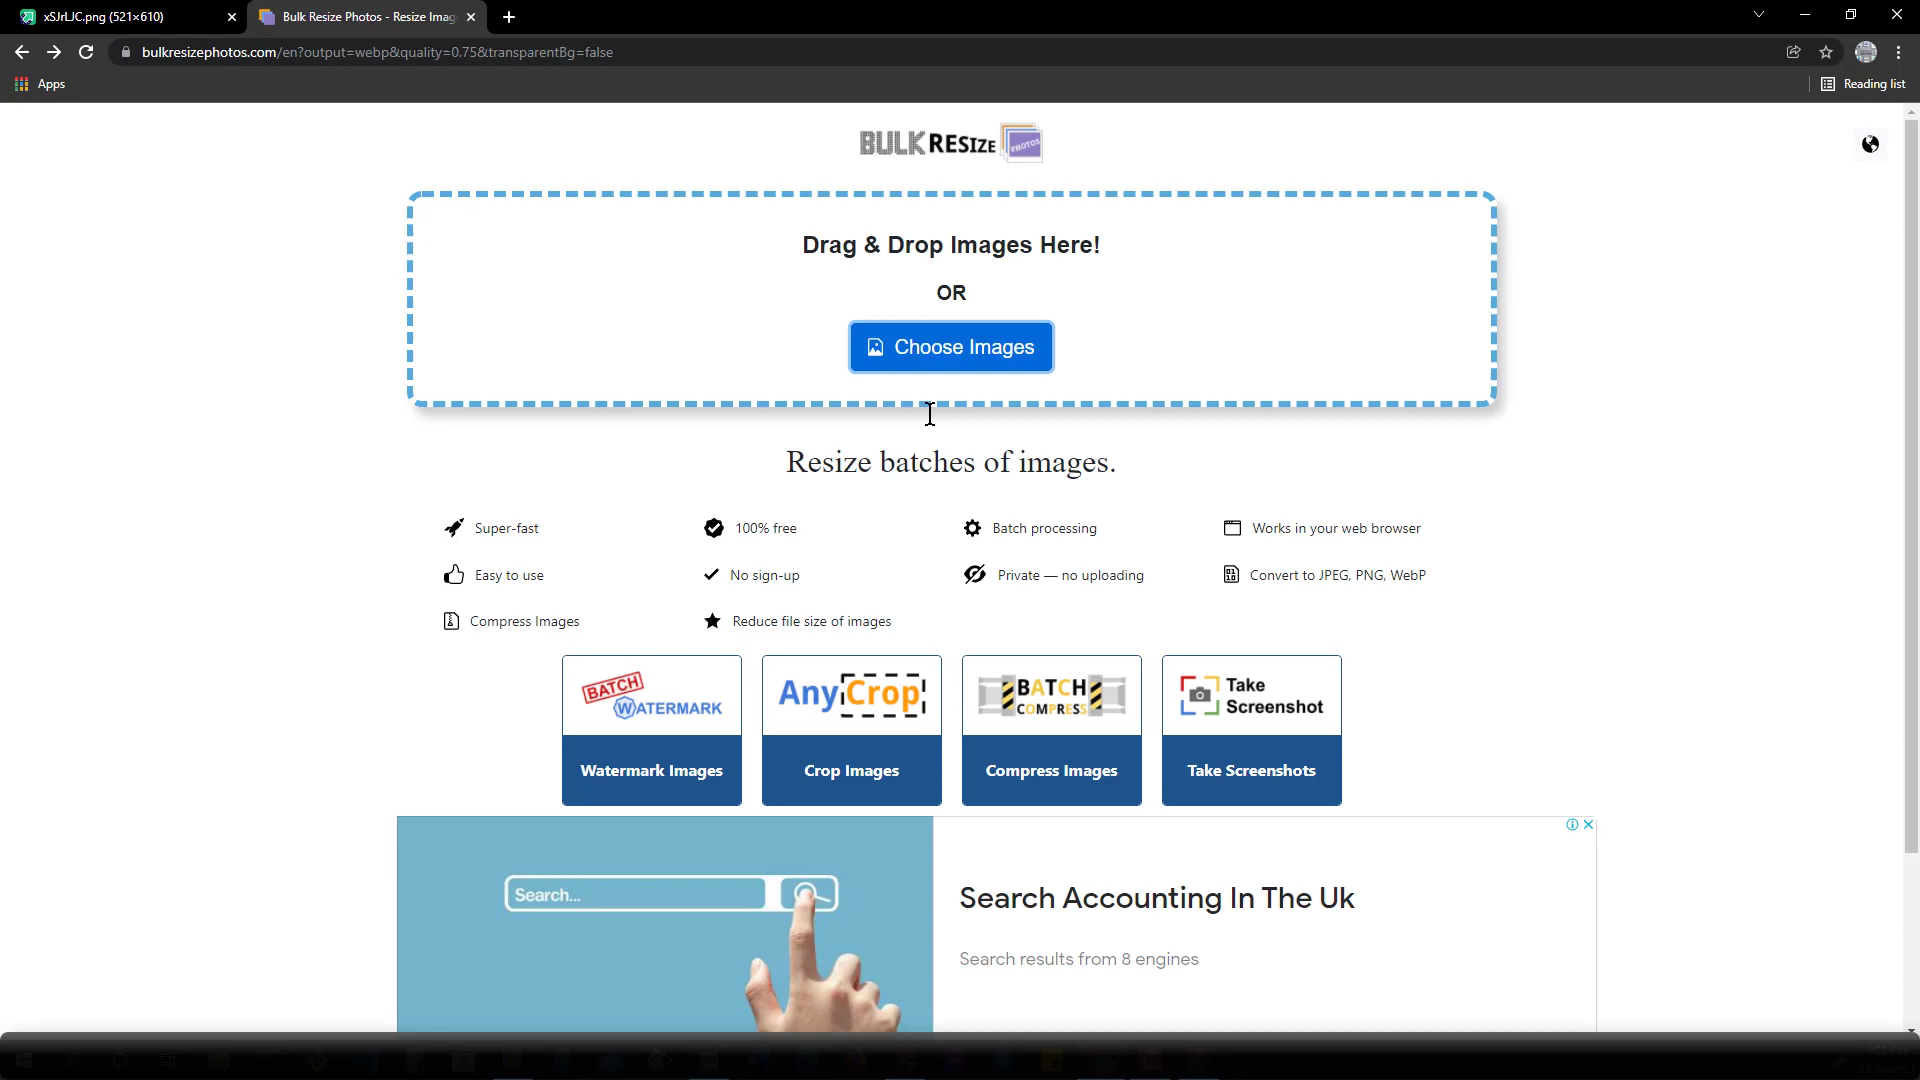 xSJrLJC.png (521×610)
Bulk Resize Photos - Resize Imag
bulkresizephotos.com/en?output=webp&quality=0.75&transparentBg=false
Apps
Reading list
BULK RESIZE PHOTOS
Drag & Drop Images Here!
OR
Choose Images
Resize batches of images.
Super-fast
100% free
Batch processing
Works in your web browser
Easy to use
No sign-up
Private — no uploading
Convert to JPEG, PNG, WebP
Compress Images
Reduce file size of images
BATCH WATERMARK
AnyCrop
BATCH COMPRESS
Take Screenshot
Watermark Images
Crop Images
Compress Images
Take Screenshots
Search...
Search Accounting In The Uk
Search results from 8 engines